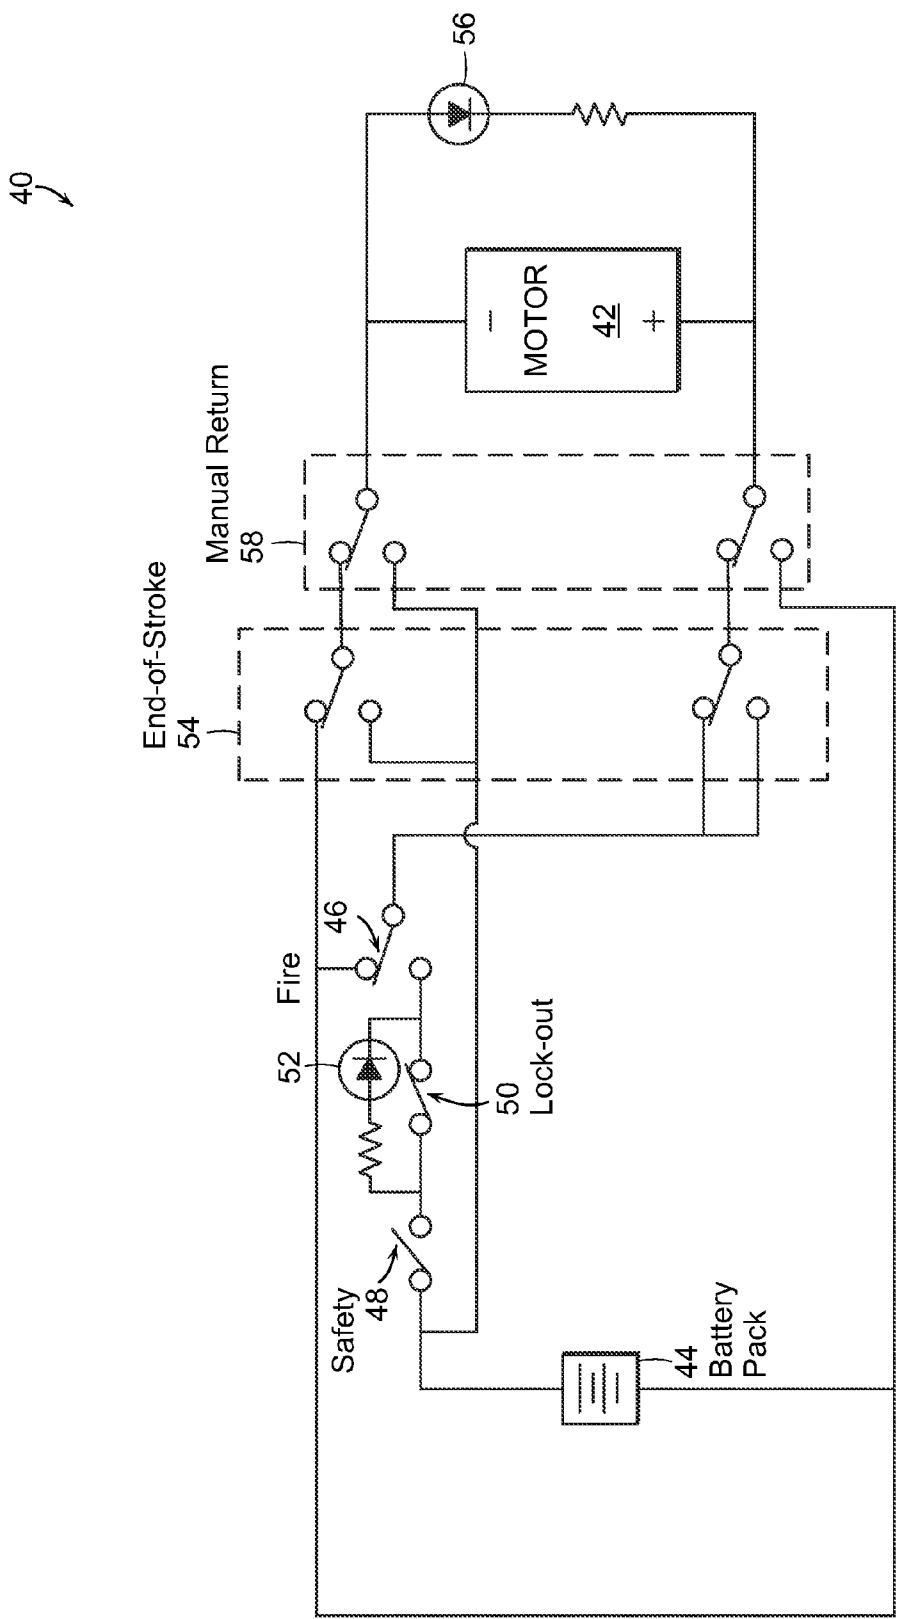 40
56
MOTOR
42
−
+
Manual Return
58
End-of-Stroke
54
46
Fire
52
50
Lock-out
Safety
48
44
Battery
Pack